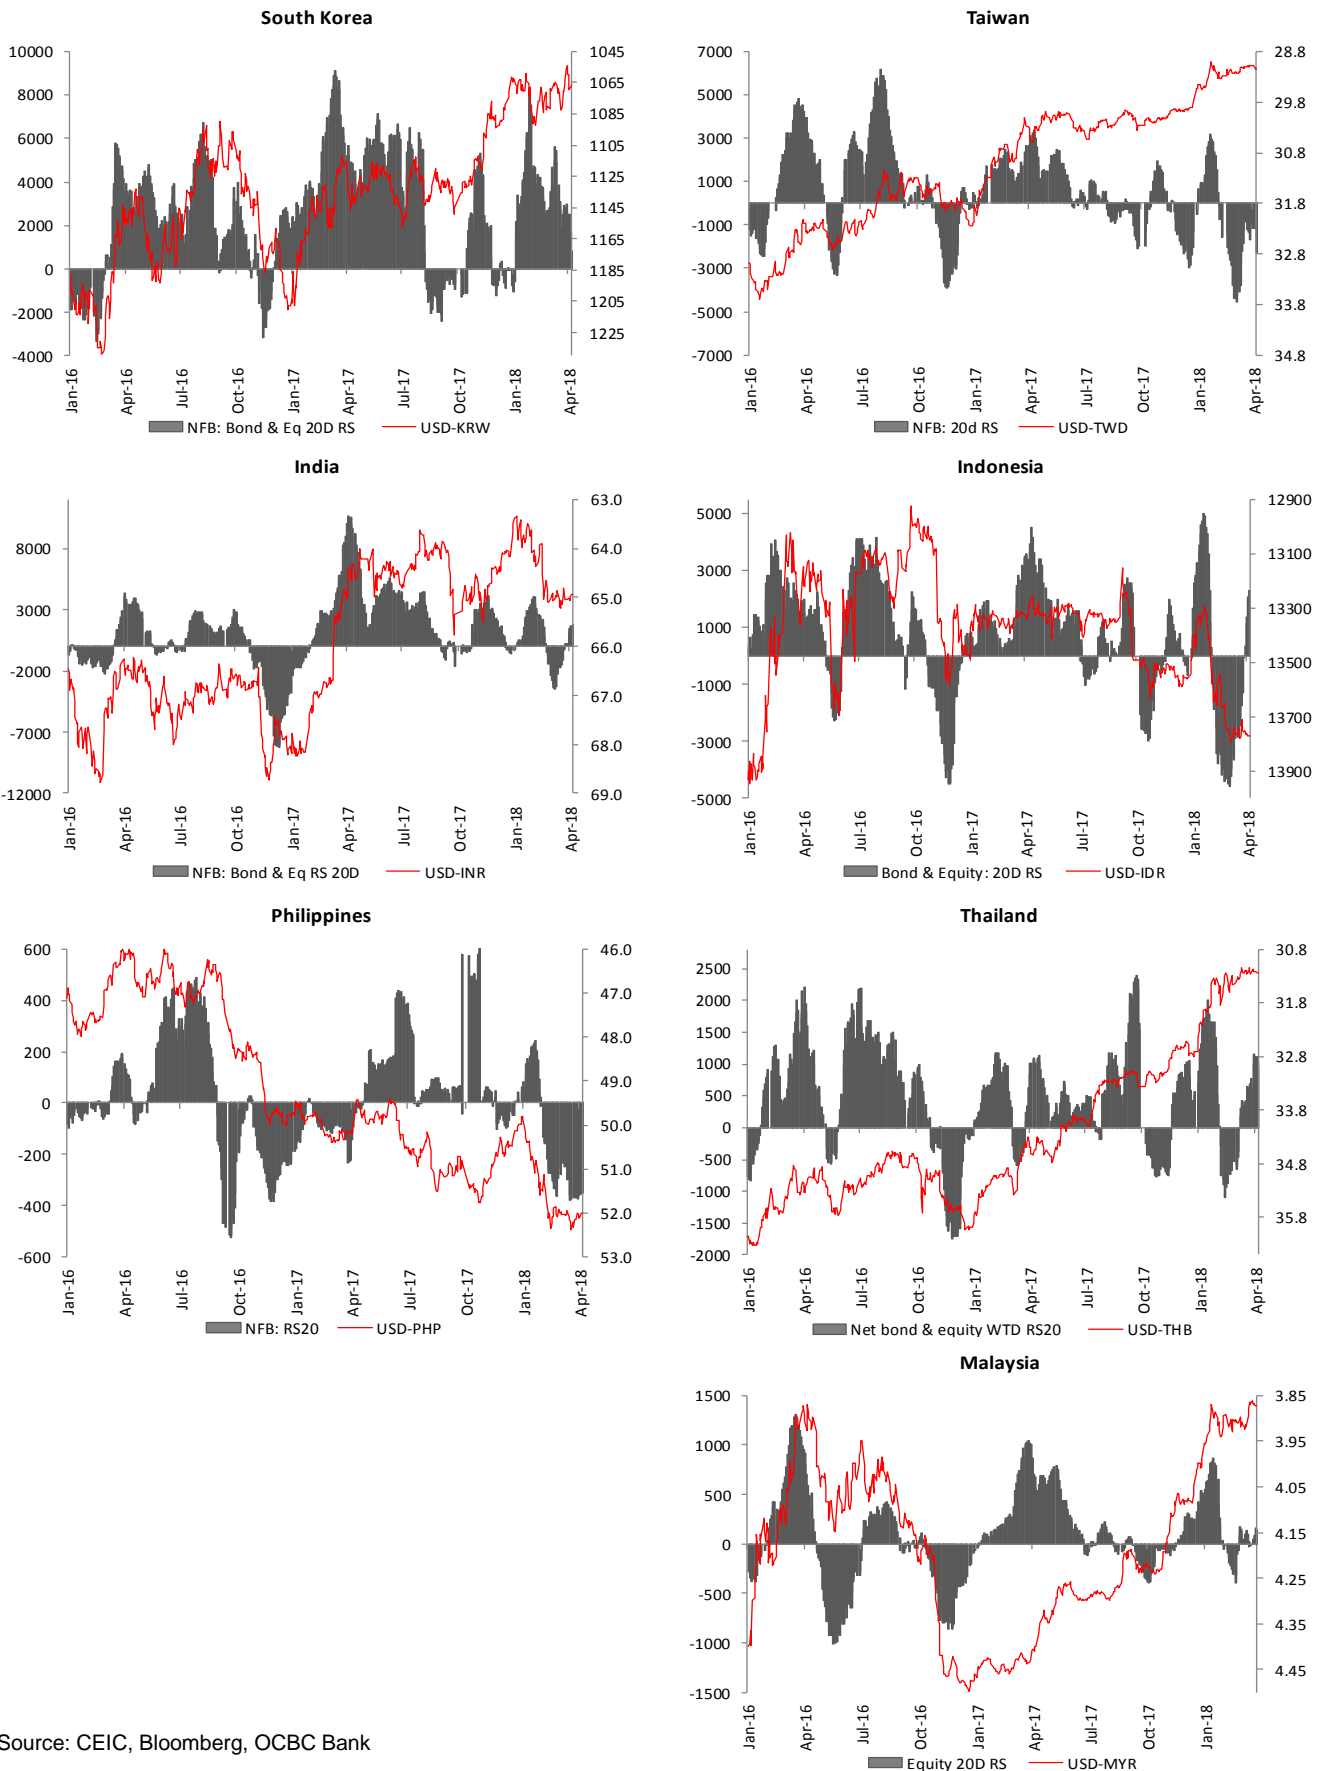 South Korea
10000
8000
6000
4000
2000
0
-2000
-4000
1045
1065
1085
1105
1125
1145
1165
1185
1205
1225
Jan-16
Apr-16
Jul-16
Oct-16
Jan-17
Apr-17
Jul-17
Oct-17
Jan-18
Apr-18
NFB: Bond & Eq 20D RS USD-KRW
Taiwan
7000
5000
3000
1000
-1000
-3000
-5000
-7000
28.8
29.8
30.8
31.8
32.8
33.8
34.8
Jan-16
Apr-16
Jul-16
Oct-16
Jan-17
Apr-17
Jul-17
Oct-17
Jan-18
Apr-18
NFB: 20d RS USD-TWD
India
8000
3000
-2000
-7000
-12000
63.0
64.0
65.0
66.0
67.0
68.0
69.0
Jan-16
Apr-16
Jul-16
Oct-16
Jan-17
Apr-17
Jul-17
Oct-17
Jan-18
Apr-18
NFB: Bond & Eq RS 20D USD-INR
Indonesia
5000
3000
1000
-1000
-3000
-5000
12900
13100
13300
13500
13700
13900
Jan-16
Apr-16
Jul-16
Oct-16
Jan-17
Apr-17
Jul-17
Oct-17
Jan-18
Apr-18
Bond & Equity: 20D RS USD-IDR
Philippines
600
400
200
0
-200
-400
-600
46.0
47.0
48.0
49.0
50.0
51.0
52.0
53.0
Jan-16
Apr-16
Jul-16
Oct-16
Jan-17
Apr-17
Jul-17
Oct-17
Jan-18
Apr-18
NFB: RS20 USD-PHP
Thailand
2500
2000
1500
1000
500
0
-500
-1000
-1500
-2000
30.8
31.8
32.8
33.8
34.8
35.8
Jan-16
Apr-16
Jul-16
Oct-16
Jan-17
Apr-17
Jul-17
Oct-17
Jan-18
Apr-18
Net bond & equity WTD RS20 USD-THB
Malaysia
1500
1000
500
0
-500
-1000
-1500
3.85
3.95
4.05
4.15
4.25
4.35
4.45
Jan-16
Apr-16
Jul-16
Oct-16
Jan-17
Apr-17
Jul-17
Oct-17
Jan-18
Equity 20D RS USD-MYR
Source: CEIC, Bloomberg, OCBC Bank